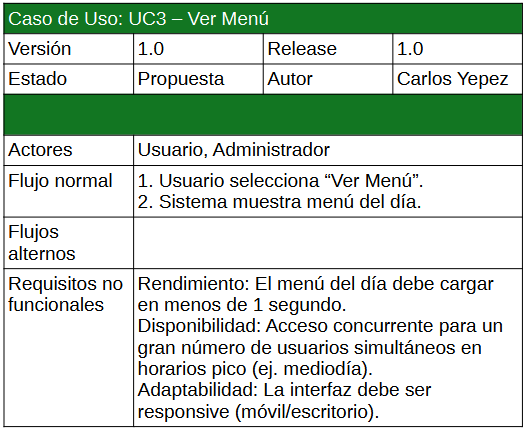 Caso de Uso: UC3 – Ver Menú
Versión 1.0 Release 1.0
Estado Propuesta Autor Carlos Yepez
Actores Usuario, Administrador
Flujo normal 1. Usuario selecciona “Ver Menú”.
2. Sistema muestra menú del día.
Flujos
alternos
Requisitos no
funcionales
Rendimiento: El menú del día debe cargar
en menos de 1 segundo.
Disponibilidad: Acceso concurrente para un
gran número de usuarios simultáneos en
horarios pico (ej. mediodía).
Adaptabilidad: La interfaz debe ser
responsive (móvil/escritorio).